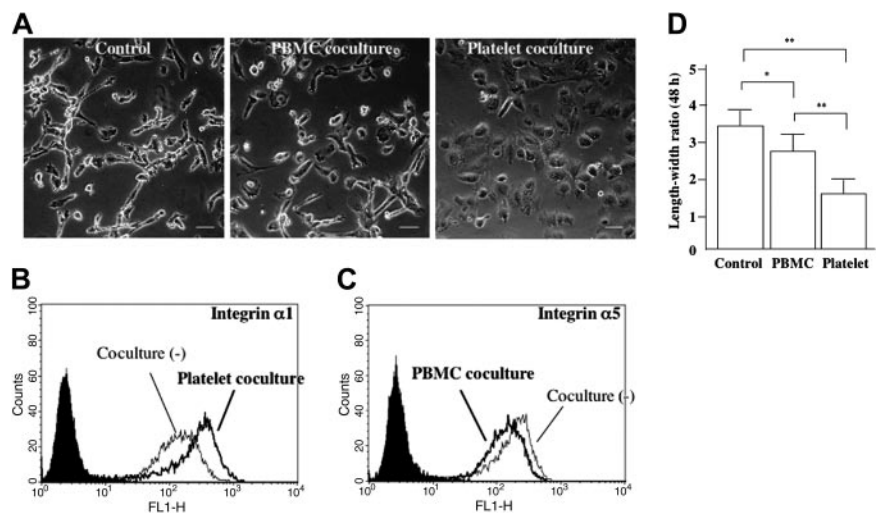 A
Control
PBMC coculture
Platelet coculture
D
Length-width ratio (48 h)
5
4
3
2
1
0
**
*
**
Control PBMC Platelet
B
Integrin α1
Coculture (-)
Platelet coculture
Counts
100
80
60
40
20
0
10⁰ 10¹ 10² 10³ 10⁴
FL1-H
C
Integrin α5
PBMC coculture
Coculture (-)
Counts
100
80
60
40
20
0
10⁰ 10¹ 10² 10³ 10⁴
FL1-H